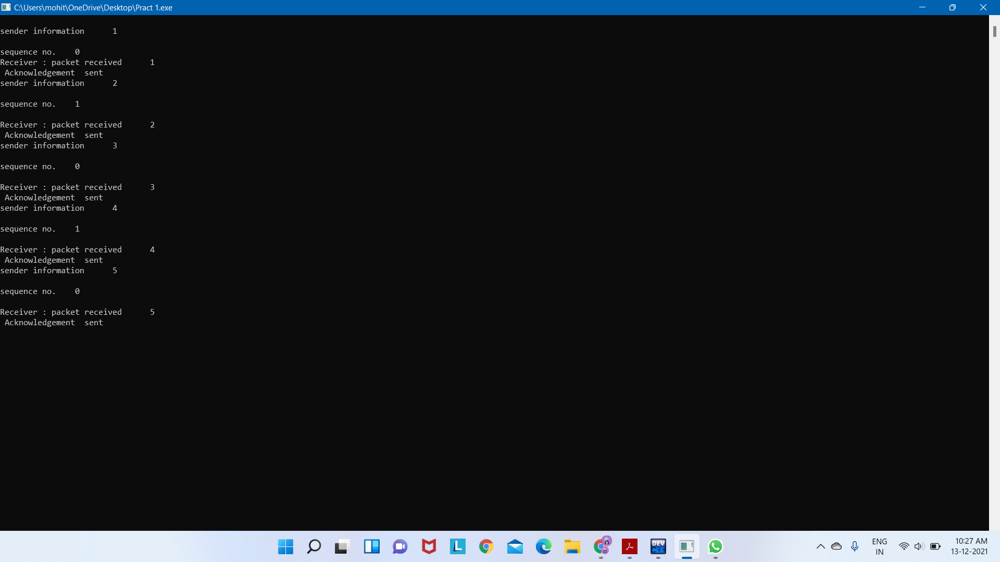 C:\Users\mohit\OneDrive\Desktop\Pract 1.exe
sender information      1
sequence no.    0
Receiver : packet received      1
 Acknowledgement  sent
sender information      2
sequence no.    1
Receiver : packet received      2
 Acknowledgement  sent
sender information      3
sequence no.    0
Receiver : packet received      3
 Acknowledgement  sent
sender information      4
sequence no.    1
Receiver : packet received      4
 Acknowledgement  sent
sender information      5
sequence no.    0
Receiver : packet received      5
 Acknowledgement  sent
L
DEV
C++
ENG
IN
10:27 AM
13-12-2021